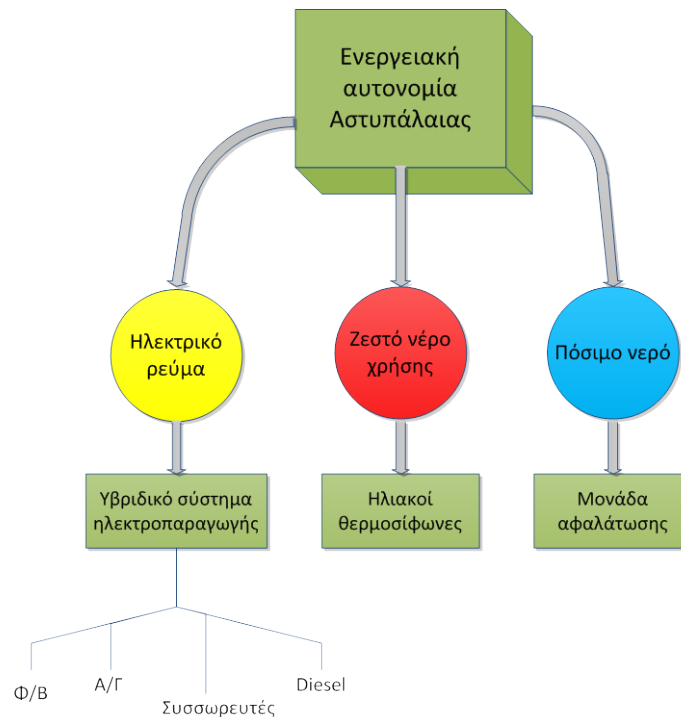 Ενεργειακή
αυτονομία
Αστυπάλαιας
Ηλεκτρικό
ρεύμα
Ζεστό νέρο
χρήσης
Πόσιμο νερό
Υβριδικό σύστημα
ηλεκτροπαραγωγής
Ηλιακοί
θερμοσίφωνες
Μονάδα
αφαλάτωσης
Φ/Β
Α/Γ
Συσσωρευτές
Diesel